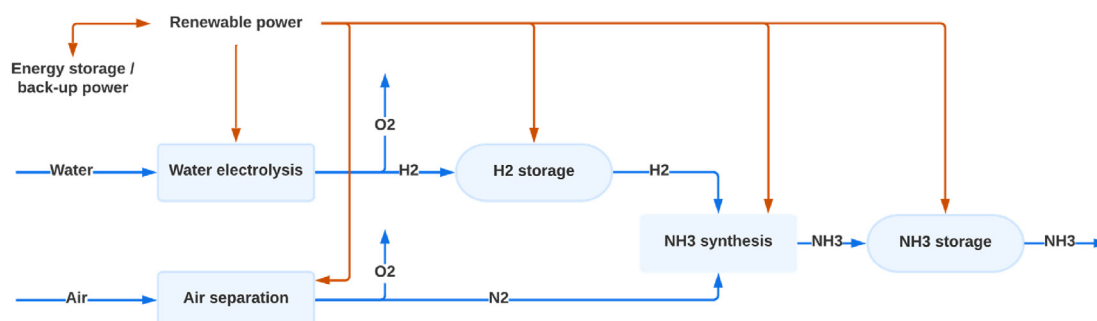 Renewable power
Energy storage /
back-up power
O2
Water
Water electrolysis
H2
H2 storage
H2
NH3 synthesis
NH3
NH3 storage
NH3
O2
Air
Air separation
N2